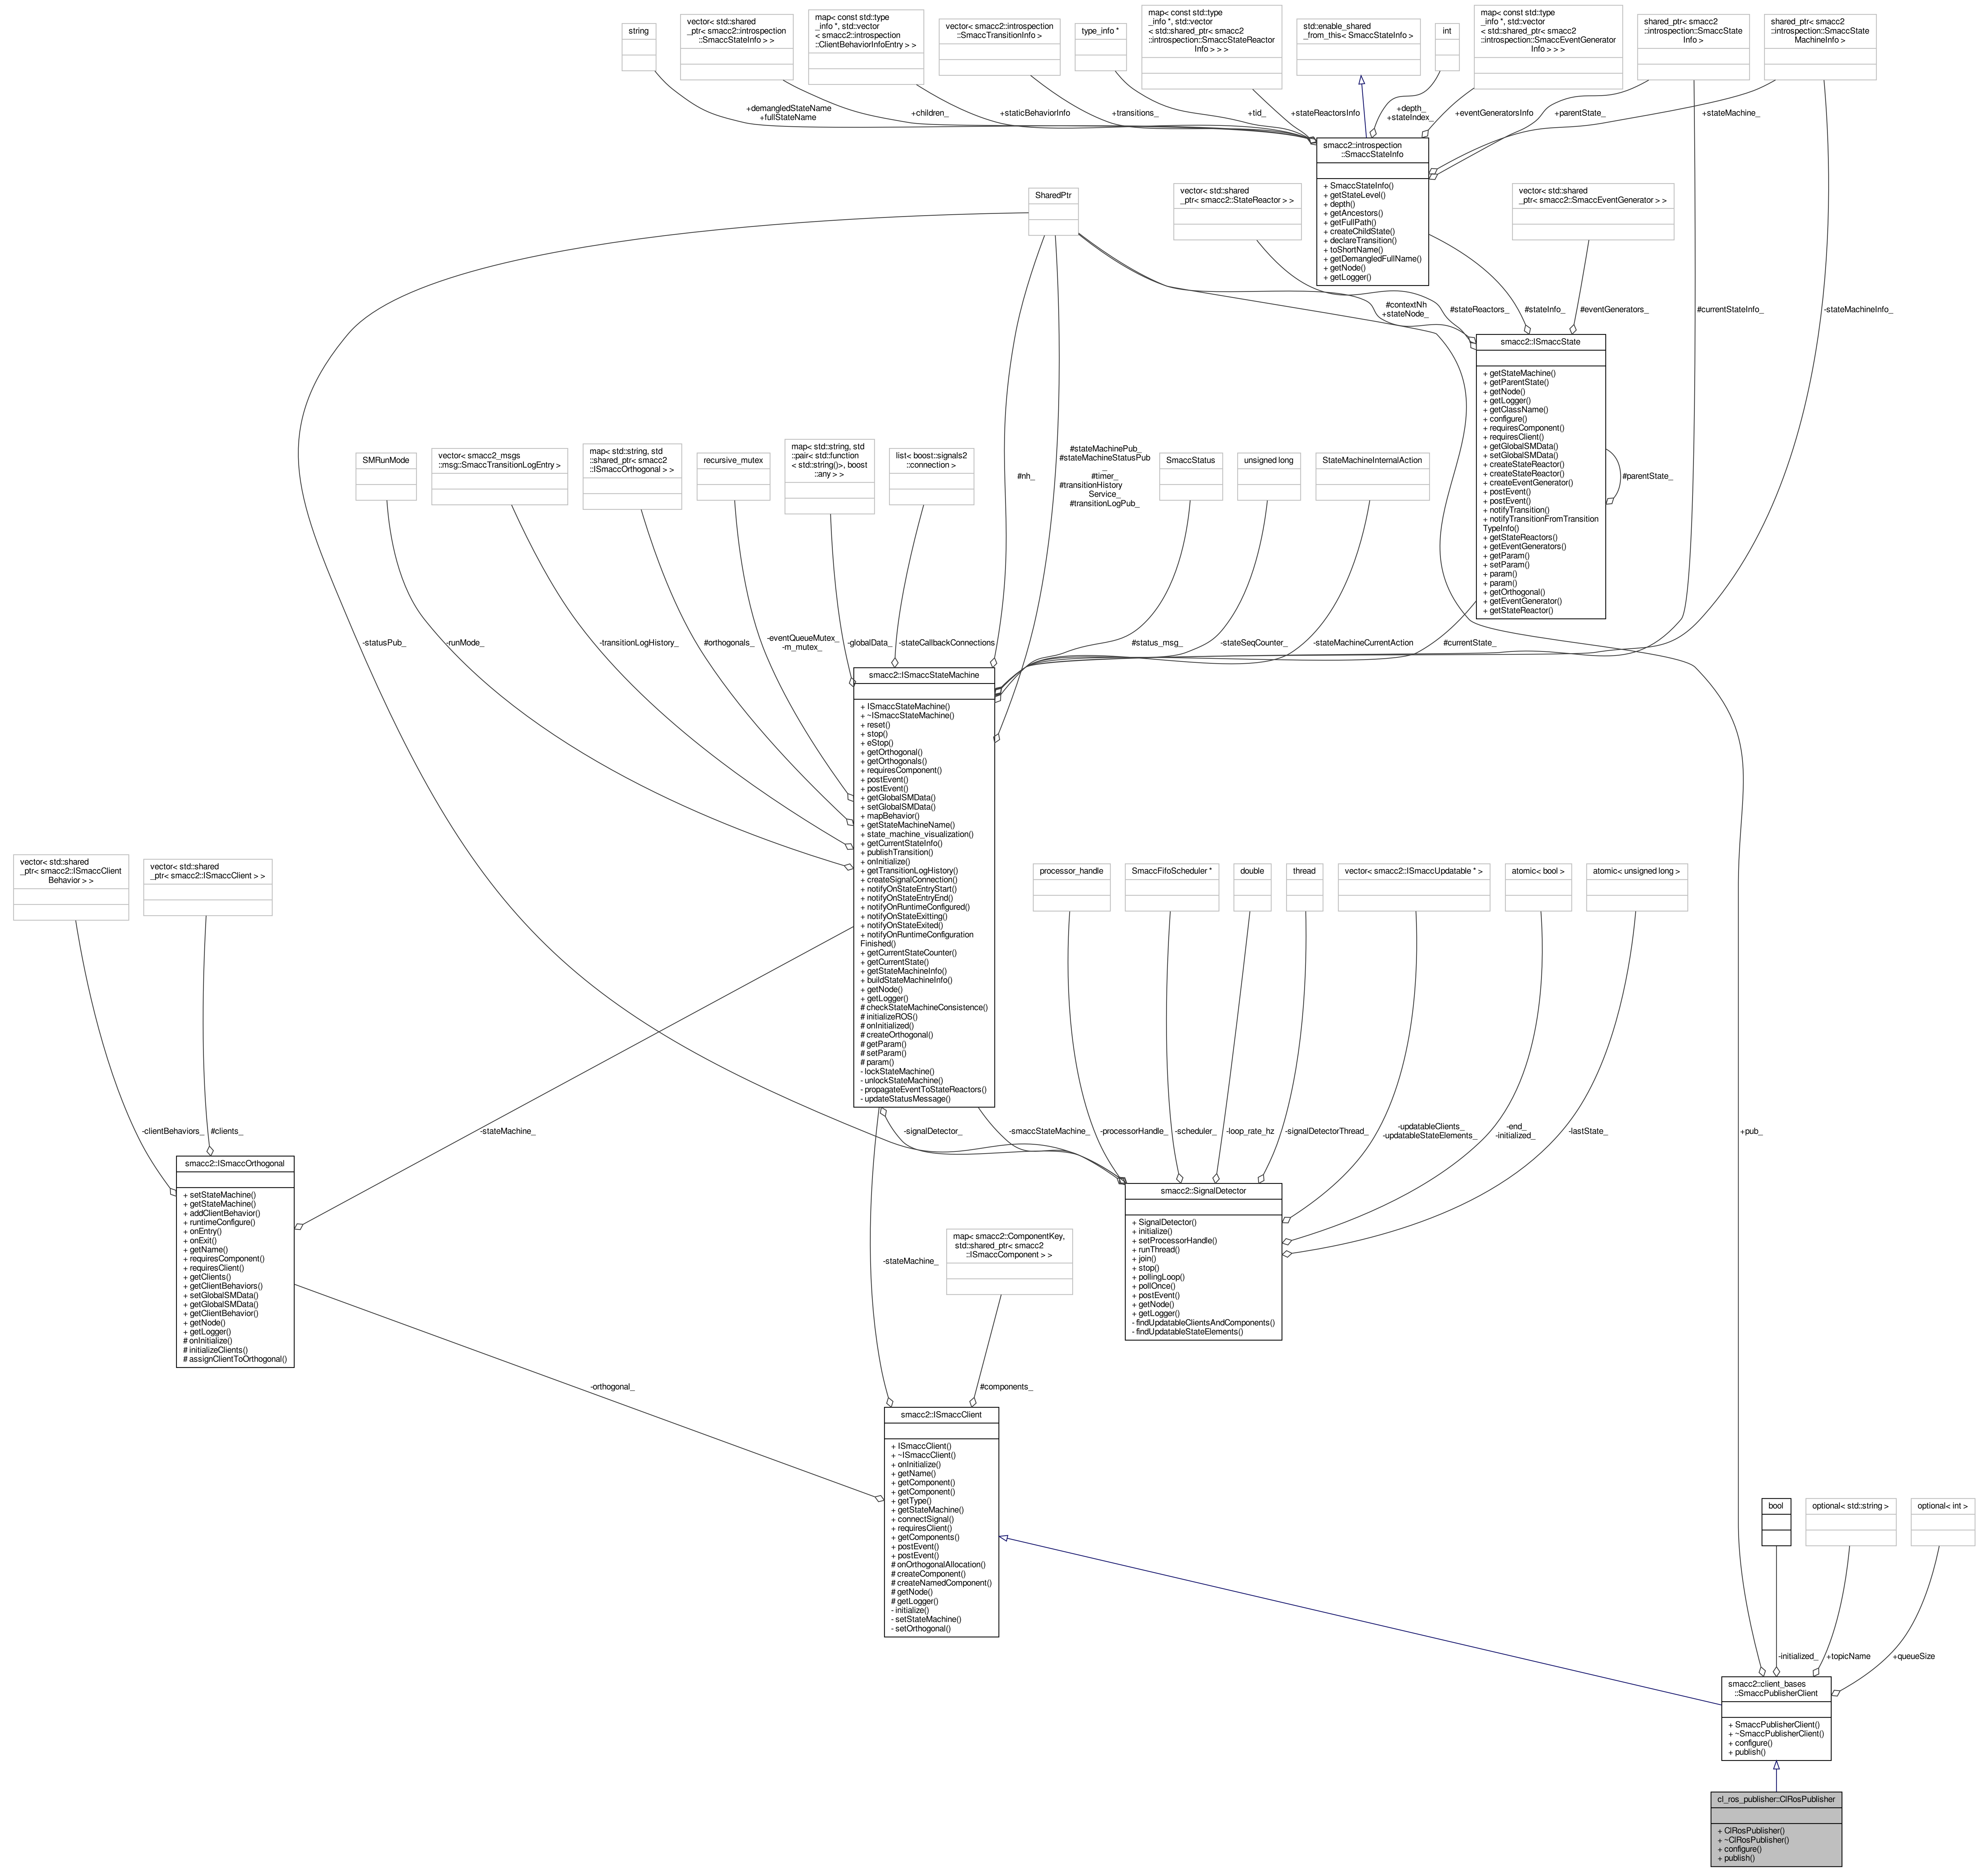 string
vector< std::shared
_ptr< smacc2::introspection
::SmaccStateInfo > >
map< const std::type
_info *, std::vector
< smacc2::introspection
::ClientBehaviorInfoEntry > >
vector< smacc2::introspection
::SmaccTransitionInfo >
type_info *
map< const std::type
_info *, std::vector
< std::shared_ptr< smacc2
::introspection::SmaccStateReactor
Info > > >
std::enable_shared
_from_this< SmaccStateInfo >
int
map< const std::type
_info *, std::vector
< std::shared_ptr< smacc2
::introspection::SmaccEventGenerator
Info > > >
shared_ptr< smacc2
::introspection::SmaccState
Info >
shared_ptr< smacc2
::introspection::SmaccState
MachineInfo >
+demangledStateName
+fullStateName
+children_
+staticBehaviorInfo
+transitions_
+tid_
+stateReactorsInfo
+depth_
+stateIndex_
+eventGeneratorsInfo
+parentState_
+stateMachine_
smacc2::introspection
::SmaccStateInfo
+ SmaccStateInfo()
+ getStateLevel()
+ depth()
+ getAncestors()
+ getFullPath()
+ createChildState()
+ declareTransition()
+ toShortName()
+ getDemangledFullName()
+ getNode()
+ getLogger()
SharedPtr
vector< std::shared
_ptr< smacc2::StateReactor > >
vector< std::shared
_ptr< smacc2::SmaccEventGenerator > >
#contextNh
+stateNode_
#stateReactors_
#stateInfo_
#eventGenerators_
#currentStateInfo_
-stateMachineInfo_
smacc2::ISmaccState
+ getStateMachine()
+ getParentState()
+ getNode()
+ getLogger()
+ getClassName()
+ configure()
+ requiresComponent()
+ requiresClient()
+ getGlobalSMData()
+ setGlobalSMData()
+ createStateReactor()
+ createStateReactor()
+ createEventGenerator()
+ postEvent()
+ postEvent()
+ notifyTransition()
+ notifyTransitionFromTransition
TypeInfo()
+ getStateReactors()
+ getEventGenerators()
+ getParam()
+ setParam()
+ param()
+ param()
+ getOrthogonal()
+ getEventGenerator()
+ getStateReactor()
#parentState_
SMRunMode
vector< smacc2_msgs
::msg::SmaccTransitionLogEntry >
map< std::string, std
::shared_ptr< smacc2
::ISmaccOrthogonal > >
recursive_mutex
map< std::string, std
::pair< std::function
< std::string()>, boost
::any > >
list< boost::signals2
::connection >
#nh_
#stateMachinePub_
#stateMachineStatusPub
_
#timer_
#transitionHistory
Service_
#transitionLogPub_
SmaccStatus
unsigned long
StateMachineInternalAction
-statusPub_
-runMode_
-transitionLogHistory_
#orthogonals_
-eventQueueMutex_
-m_mutex_
-globalData_
-stateCallbackConnections
#status_msg_
-stateSeqCounter_
-stateMachineCurrentAction
#currentState_
smacc2::ISmaccStateMachine
+ ISmaccStateMachine()
+ ~ISmaccStateMachine()
+ reset()
+ stop()
+ eStop()
+ getOrthogonal()
+ getOrthogonals()
+ requiresComponent()
+ postEvent()
+ postEvent()
+ getGlobalSMData()
+ setGlobalSMData()
+ mapBehavior()
+ getStateMachineName()
+ state_machine_visualization()
+ getCurrentStateInfo()
+ publishTransition()
+ onInitialize()
+ getTransitionLogHistory()
+ createSignalConnection()
+ notifyOnStateEntryStart()
+ notifyOnStateEntryEnd()
+ notifyOnRuntimeConfigured()
+ notifyOnStateExitting()
+ notifyOnStateExited()
+ notifyOnRuntimeConfiguration
Finished()
+ getCurrentStateCounter()
+ getCurrentState()
+ getStateMachineInfo()
+ buildStateMachineInfo()
+ getNode()
+ getLogger()
# checkStateMachineConsistence()
# initializeROS()
# onInitialized()
# createOrthogonal()
# getParam()
# setParam()
# param()
- lockStateMachine()
- unlockStateMachine()
- propagateEventToStateReactors()
- updateStatusMessage()
vector< std::shared
_ptr< smacc2::ISmaccClient
Behavior > >
vector< std::shared
_ptr< smacc2::ISmaccClient > >
processor_handle
SmaccFifoScheduler *
double
thread
vector< smacc2::ISmaccUpdatable * >
atomic< bool >
atomic< unsigned long >
-clientBehaviors_
#clients_
-stateMachine_
-signalDetector_
-smaccStateMachine_
-processorHandle_
-scheduler_
-loop_rate_hz
-signalDetectorThread_
-updatableClients_
-updatableStateElements_
-end_
-initialized_
-lastState_
smacc2::ISmaccOrthogonal
+ setStateMachine()
+ getStateMachine()
+ addClientBehavior()
+ runtimeConfigure()
+ onEntry()
+ onExit()
+ getName()
+ requiresComponent()
+ requiresClient()
+ getClients()
+ getClientBehaviors()
+ setGlobalSMData()
+ getGlobalSMData()
+ getClientBehavior()
+ getNode()
+ getLogger()
# onInitialize()
# initializeClients()
# assignClientToOrthogonal()
smacc2::SignalDetector
+ SignalDetector()
+ initialize()
+ setProcessorHandle()
+ runThread()
+ join()
+ stop()
+ pollingLoop()
+ pollOnce()
+ postEvent()
+ getNode()
+ getLogger()
- findUpdatableClientsAndComponents()
- findUpdatableStateElements()
+pub_
-stateMachine_
map< smacc2::ComponentKey,
std::shared_ptr< smacc2
::ISmaccComponent > >
-orthogonal_
#components_
smacc2::ISmaccClient
+ ISmaccClient()
+ ~ISmaccClient()
+ onInitialize()
+ getName()
+ getComponent()
+ getComponent()
+ getType()
+ getStateMachine()
+ connectSignal()
+ requiresClient()
+ getComponents()
+ postEvent()
+ postEvent()
# onOrthogonalAllocation()
# createComponent()
# createNamedComponent()
# getNode()
# getLogger()
- initialize()
- setStateMachine()
- setOrthogonal()
bool
optional< std::string >
optional< int >
-initialized_
+topicName
+queueSize
smacc2::client_bases
::SmaccPublisherClient
+ SmaccPublisherClient()
+ ~SmaccPublisherClient()
+ configure()
+ publish()
cl_ros_publisher::ClRosPublisher
+ ClRosPublisher()
+ ~ClRosPublisher()
+ configure()
+ publish()